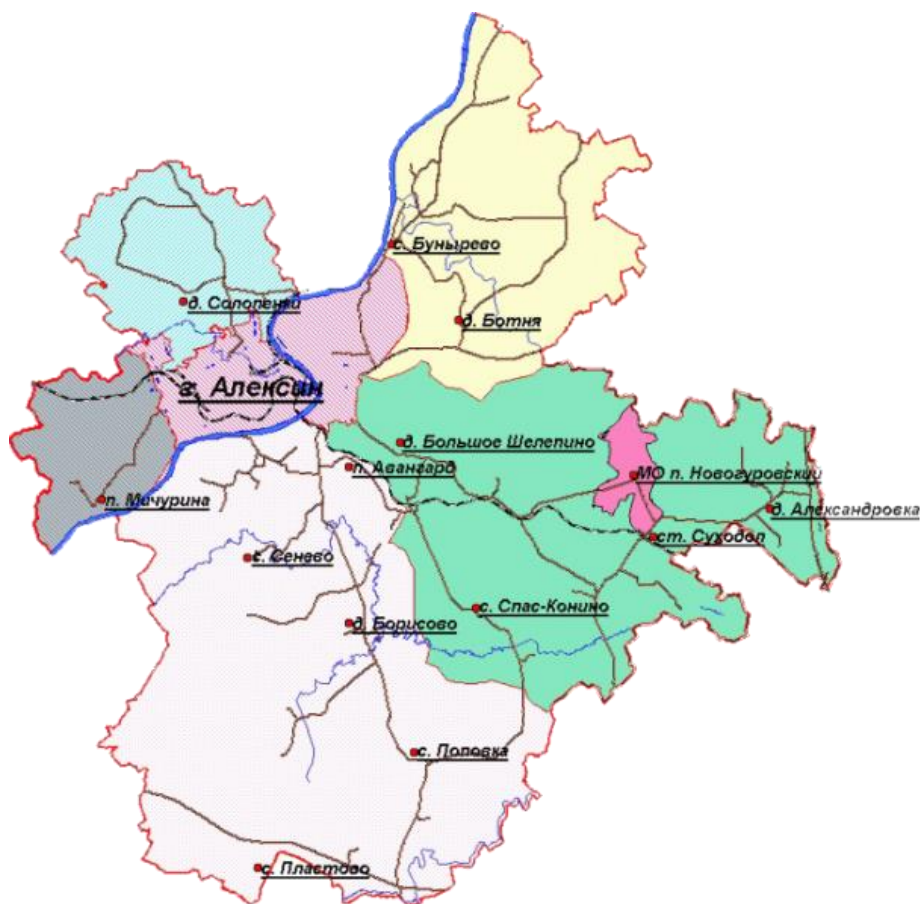 с. Бунырево
д. Солопенки
д. Ботня
г. Алексин
д. Большое Шелепино
п. Авангард
МО п. Новогуровский
п. Мичурина
д. Александровка
ст. Суходол
с. Сенево
с. Спас-Конино
д. Борисово
с. Поповка
с. Пластово